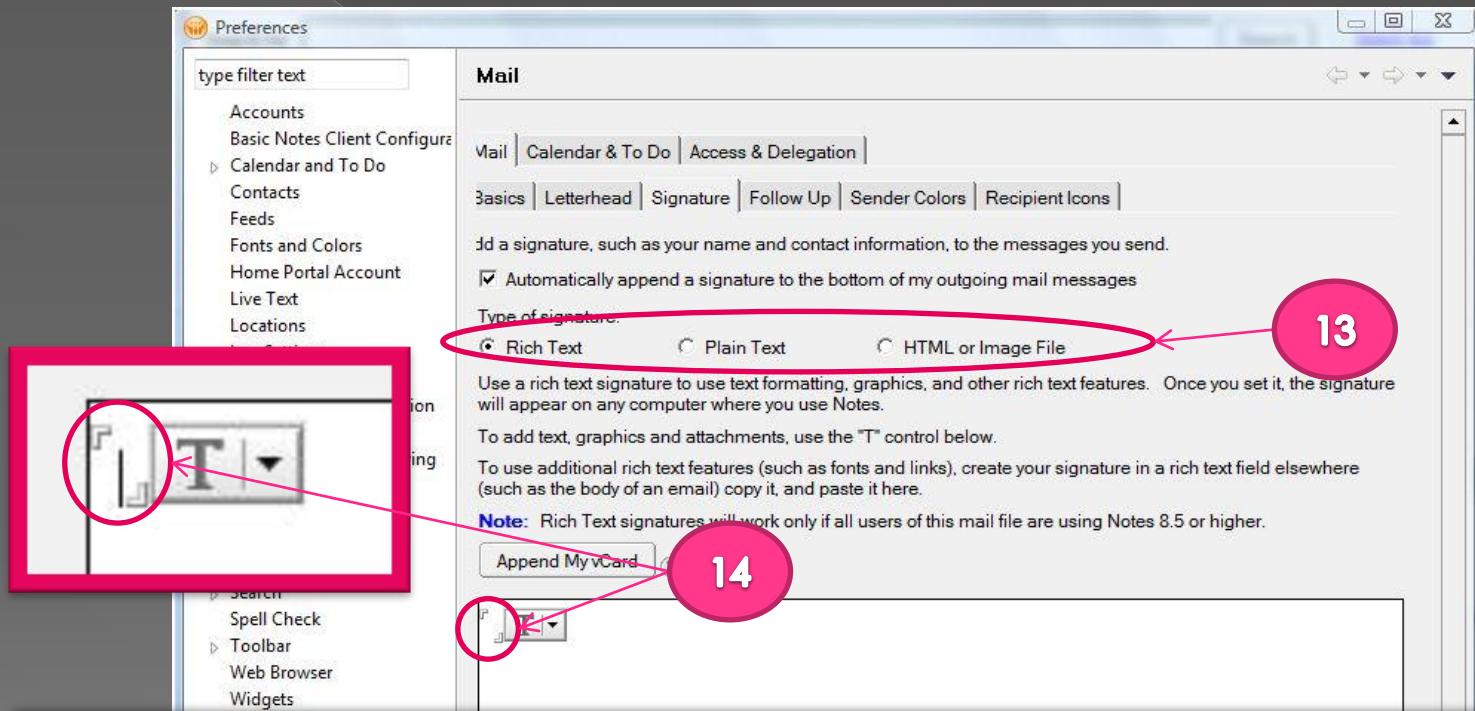 Preferences
type filter text
Mail
Accounts
Basic Notes Client Configura
Calendar and To Do
Contacts
Feeds
Fonts and Colors
Home Portal Account
Live Text
Locations
ion
ring
Search
Spell Check
Toolbar
Web Browser
Widgets
T
Mail Calendar & To Do Access & Delegation
Basics Letterhead Signature Follow Up Sender Colors Recipient Icons
dd a signature, such as your name and contact information, to the messages you send.
Automatically append a signature to the bottom of my outgoing mail messages
Type of signature:
Rich Text Plain Text HTML or Image File
13
Use a rich text signature to use text formatting, graphics, and other rich text features. Once you set it, the signature
will appear on any computer where you use Notes.
To add text, graphics and attachments, use the "T" control below.
To use additional rich text features (such as fonts and links), create your signature in a rich text field elsewhere
(such as the body of an email) copy it, and paste it here.
Note: Rich Text signatures will work only if all users of this mail file are using Notes 8.5 or higher.
Append My vCard
14
T